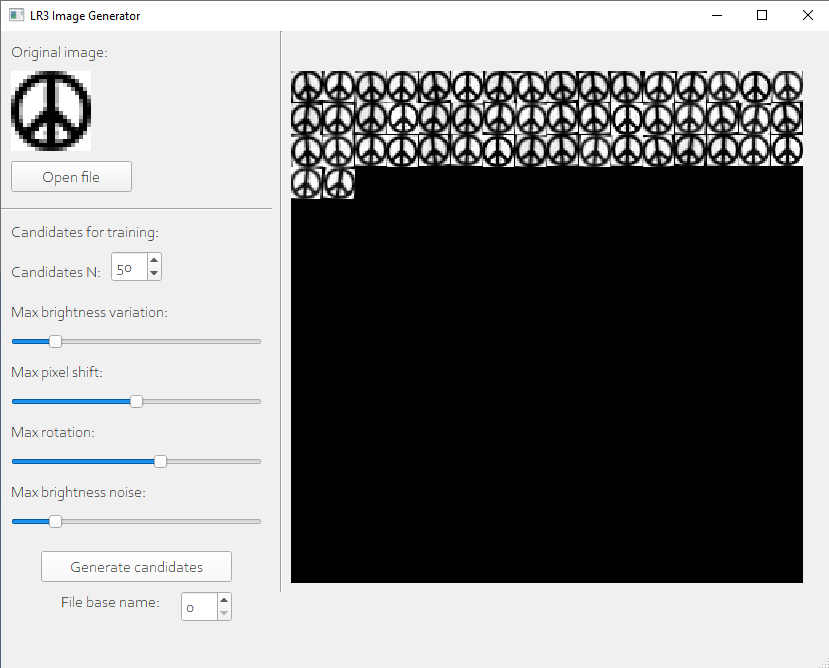 LR3 Image Generator
Original image:
Open file
Candidates for training:
Candidates N: 50
Max brightness variation:
Max pixel shift:
Max rotation:
Max brightness noise:
Generate candidates
File base name: 0